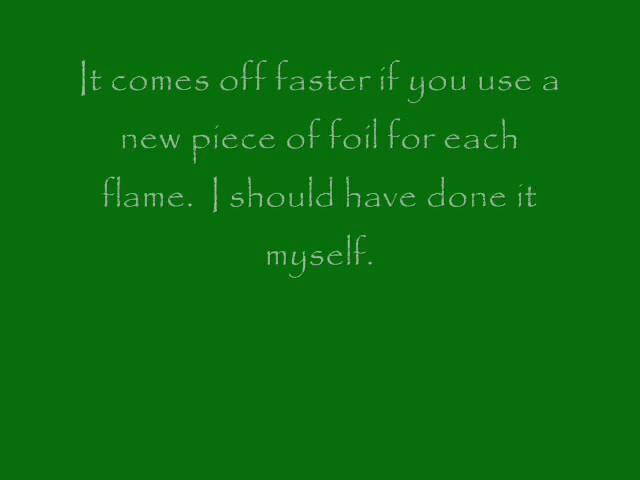 It comes off faster if you use a
new piece of foil for each
flame.  I should have done it
myself.